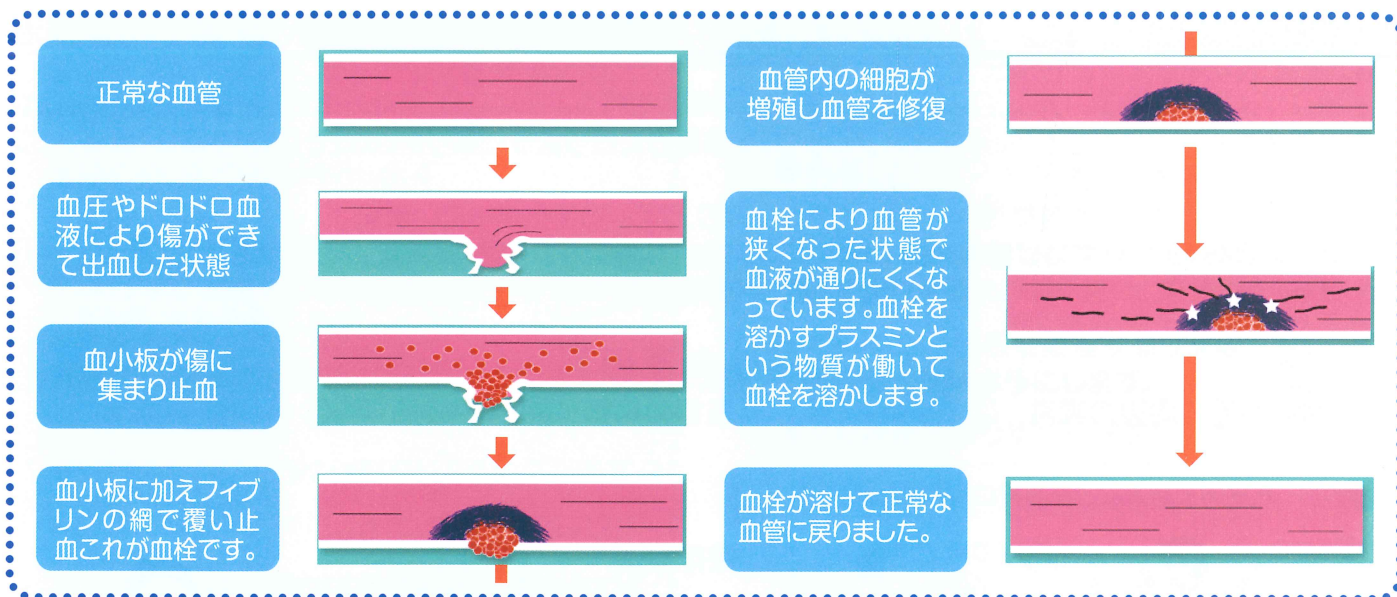 正常な血管
血圧やドロドロ血
液により傷ができ
て出血した状態
血小板が傷に
集まり止血
血小板に加えフィブ
リンの網で覆い止
血これが血栓です。
血管内の細胞が
増殖し血管を修復
血栓により血管が
狭くなった状態で
血液が通りにくくな
っています。血栓を
溶かすプラスミンと
いう物質が働いて
血栓を溶かします。
血栓が溶けて正常な
血管に戻りました。